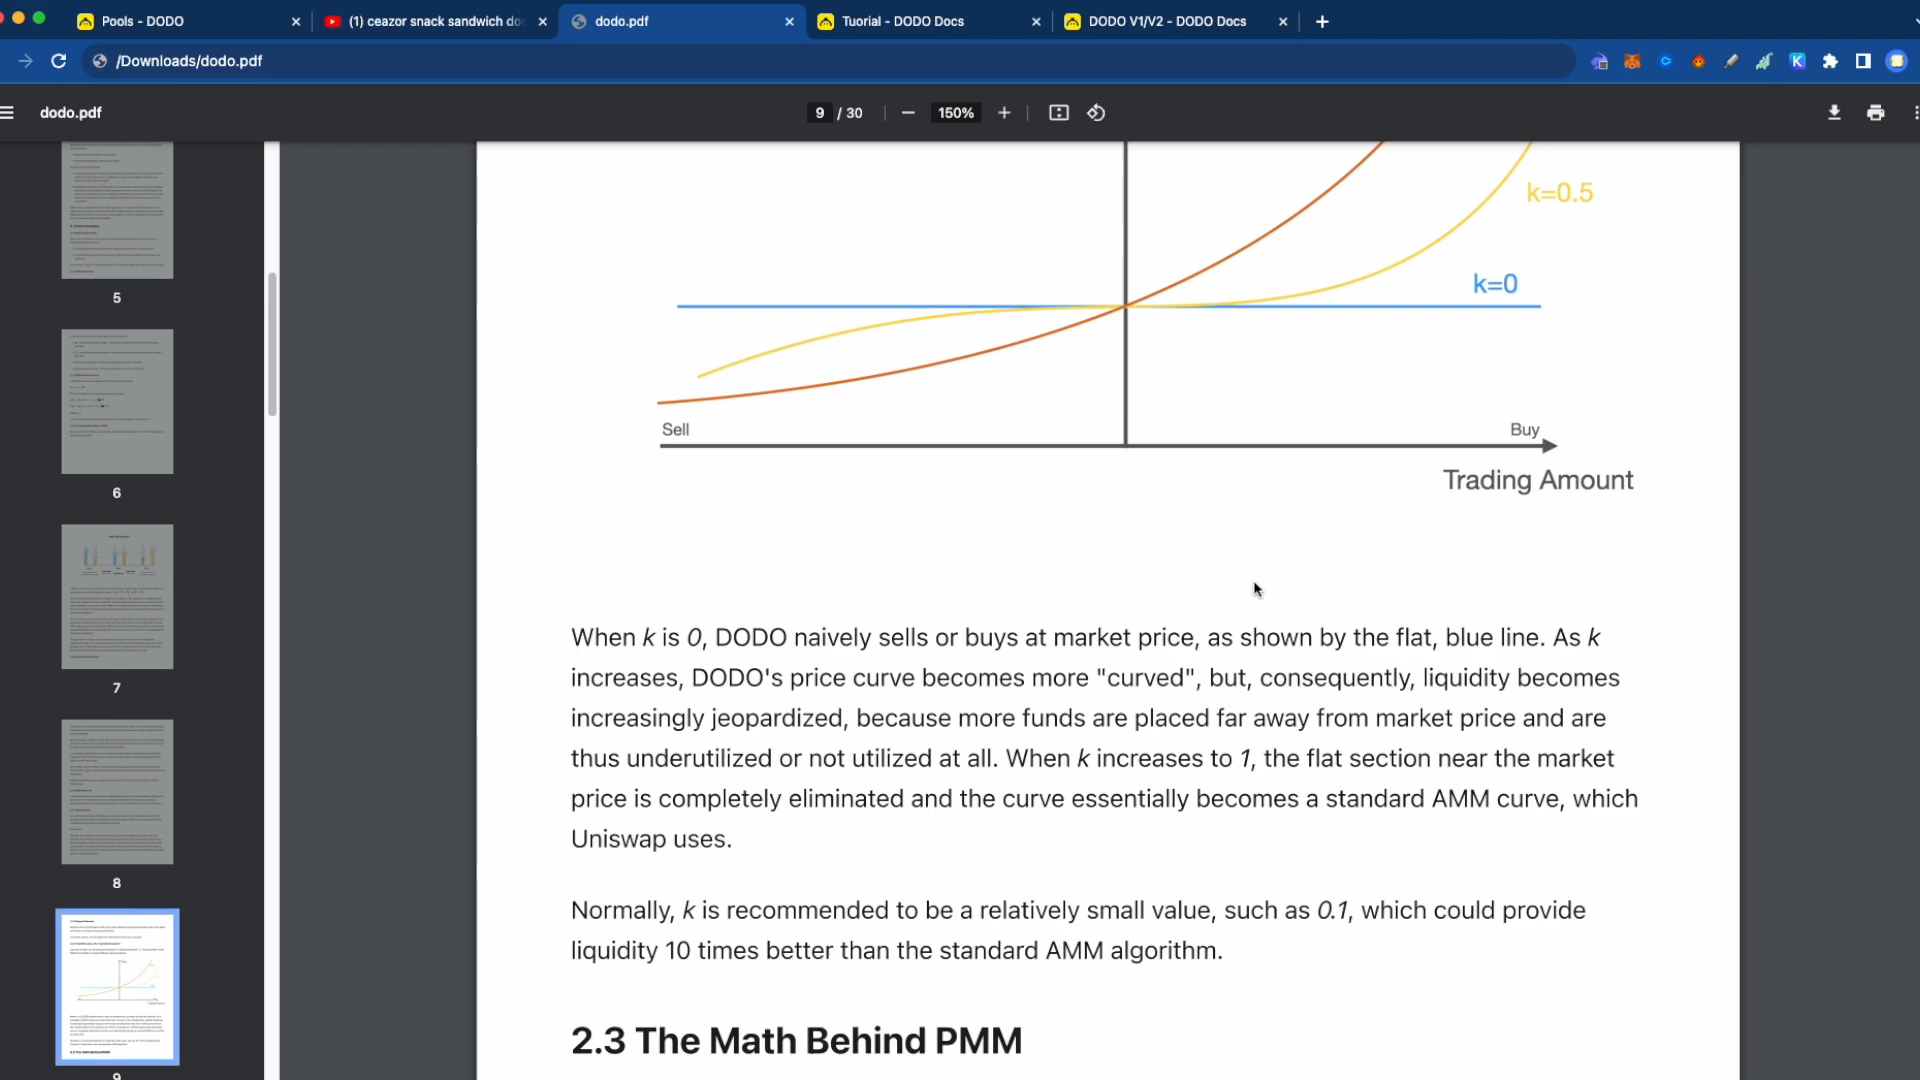 Pools - DODO
(1) ceazor snack sandwich do
dodo.pdf
Tuorial - DODO Docs
DODO V1/V2 - DODO Docs
/Downloads/dodo.pdf
dodo.pdf
9 / 30
150%
5
6
7
8
9
k=0.5
k=0
Sell
Buy
Trading Amount
When k is 0, DODO naively sells or buys at market price, as shown by the flat, blue line. As k
increases, DODO's price curve becomes more "curved", but, consequently, liquidity becomes
increasingly jeopardized, because more funds are placed far away from market price and are
thus underutilized or not utilized at all. When k increases to 1, the flat section near the market
price is completely eliminated and the curve essentially becomes a standard AMM curve, which
Uniswap uses.
Normally, k is recommended to be a relatively small value, such as 0.1, which could provide
liquidity 10 times better than the standard AMM algorithm.
2.3 The Math Behind PMM